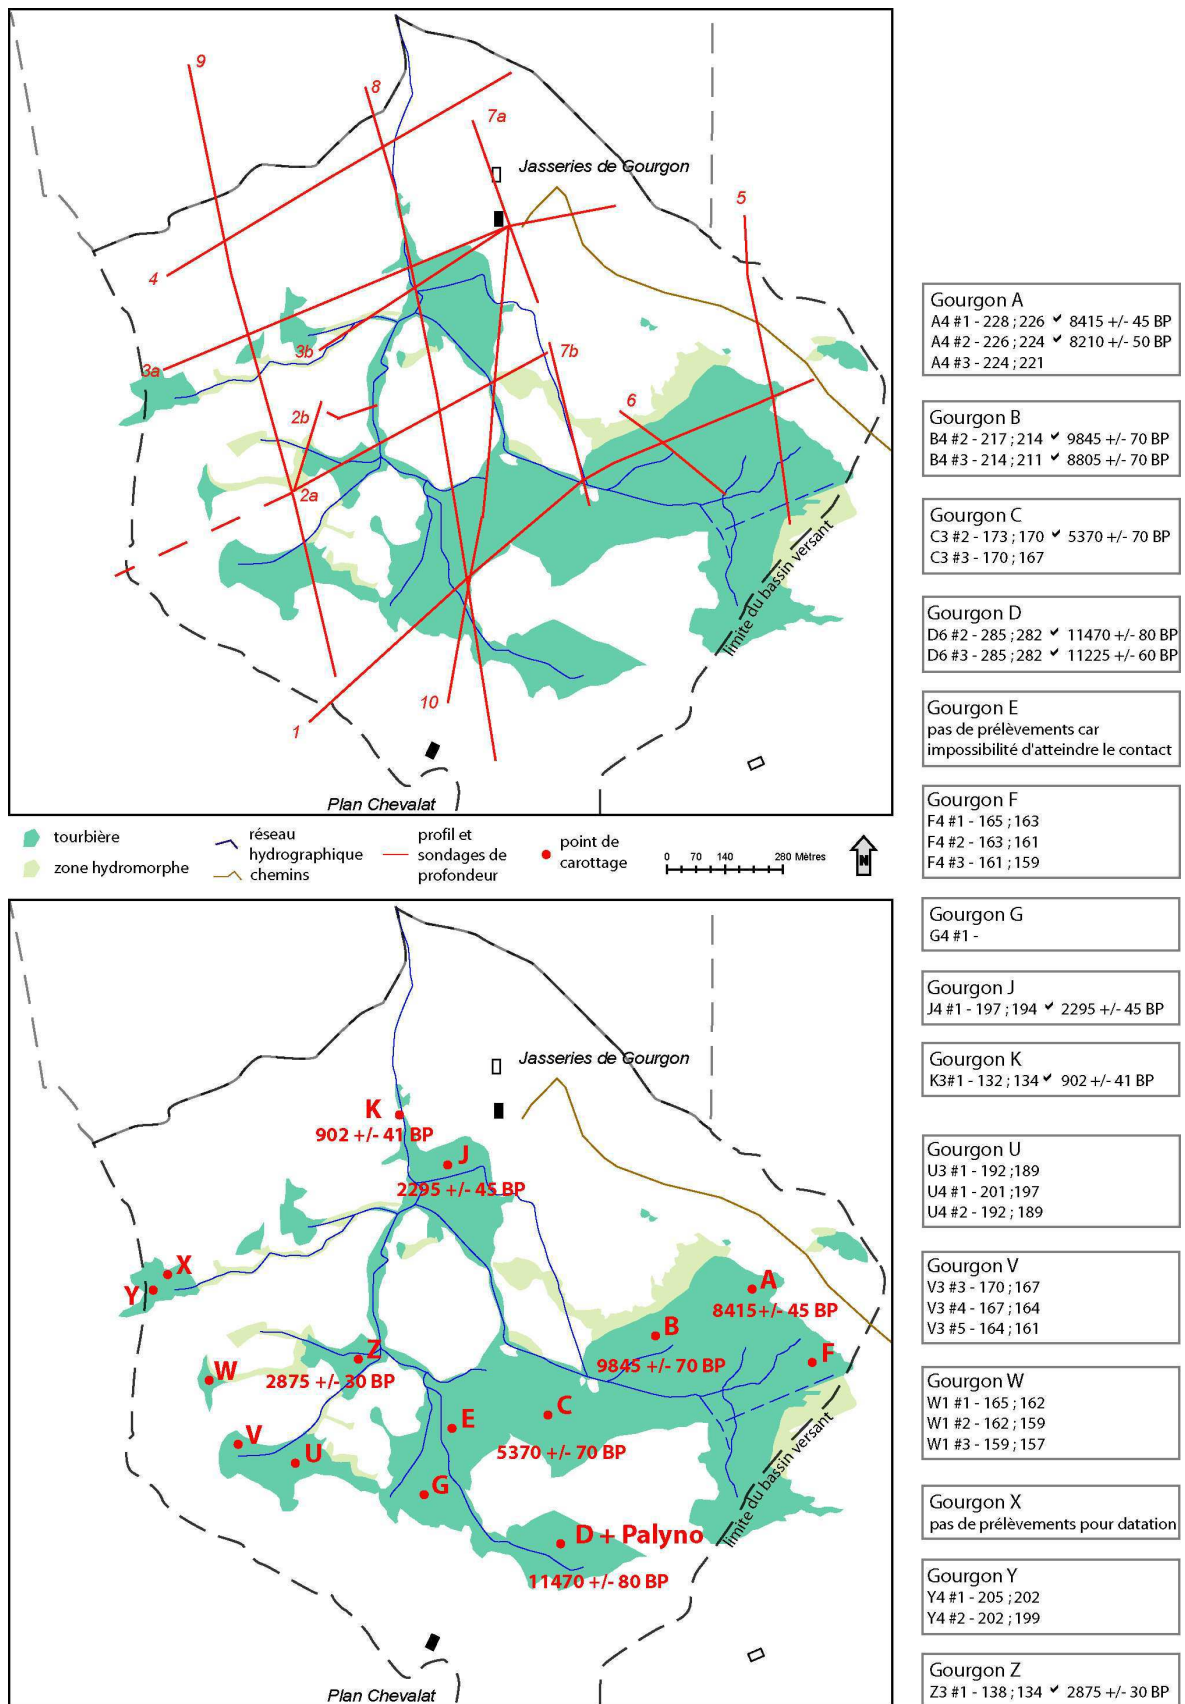 9
8
7a
Jasseries de Gourgon
5
4
3b
3a
7b
2b
6
2a
limite du bassin versant
10
1
Plan Chevalat
tourbière
zone hydromorphe
réseau
hydrographique
chemins
profil et
sondages de
profondeur
point de
carottage
0 70 140 280 Mètres
N
Jasseries de Gourgon
K
902 +/- 41 BP
J
2295 +/- 45 BP
X
Y
A
8415+/- 45 BP
B
9845 +/- 70 BP
F
Z
2875 +/- 30 BP
W
C
5370 +/- 70 BP
E
V
U
G
D + Palyno
11470 +/- 80 BP
limite du bassin versant
Plan Chevalat
Gourgon A
A4 #1 - 228 ; 226 ✔ 8415 +/- 45 BP
A4 #2 - 226 ; 224 ✔ 8210 +/- 50 BP
A4 #3 - 224 ; 221
Gourgon B
B4 #2 - 217 ; 214 ✔ 9845 +/- 70 BP
B4 #3 - 214 ; 211 ✔ 8805 +/- 70 BP
Gourgon C
C3 #2 - 173 ; 170 ✔ 5370 +/- 70 BP
C3 #3 - 170 ; 167
Gourgon D
D6 #2 - 285 ; 282 ✔ 11470 +/- 80 BP
D6 #3 - 285 ; 282 ✔ 11225 +/- 60 BP
Gourgon E
pas de prélèvements car
impossibilité d'atteindre le contact
Gourgon F
F4 #1 - 165 ; 163
F4 #2 - 163 ; 161
F4 #3 - 161 ; 159
Gourgon G
G4 #1 -
Gourgon J
J4 #1 - 197 ; 194 ✔ 2295 +/- 45 BP
Gourgon K
K3#1 - 132 ; 134 ✔ 902 +/- 41 BP
Gourgon U
U3 #1 - 192 ;189
U4 #1 - 201 ; 197
U4 #2 - 192 ; 189
Gourgon V
V3 #3 - 170 ; 167
V3 #4 - 167 ; 164
V3 #5 - 164 ; 161
Gourgon W
W1 #1 - 165 ; 162
W1 #2 - 162 ; 159
W1 #3 - 159 ; 157
Gourgon X
pas de prélèvements pour datation
Gourgon Y
Y4 #1 - 205 ; 202
Y4 #2 - 202 ; 199
Gourgon Z
Z3 #1 - 138 ; 134 ✔ 2875 +/- 30 BP